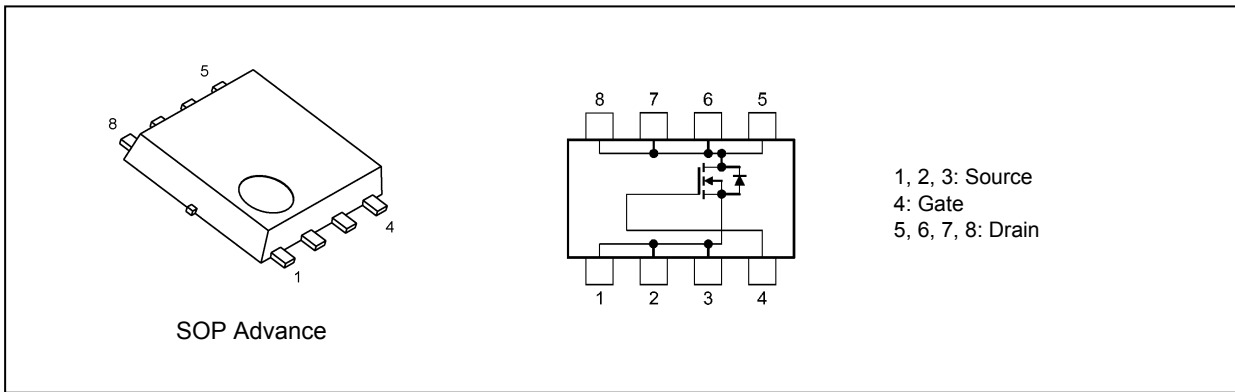 5
8
4
1
SOP Advance
8 7 6 5
1 2 3 4
1, 2, 3: Source
4: Gate
5, 6, 7, 8: Drain